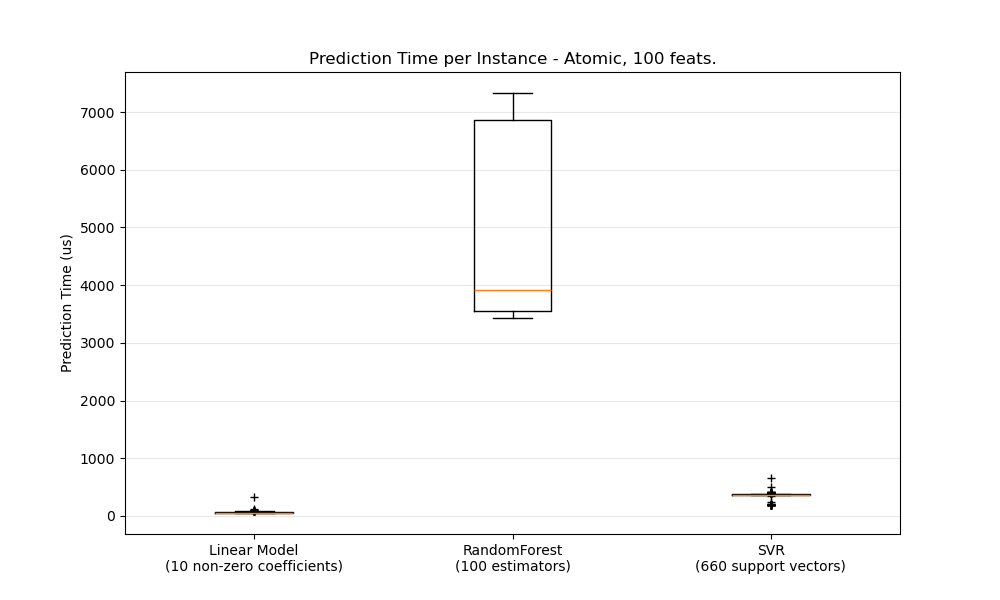 Prediction Time per Instance - Atomic, 100 feats.
Prediction Time (us)
7000
6000
5000
4000
3000
2000
1000
0
Linear Model
(10 non-zero coefficients)
RandomForest
(100 estimators)
SVR
(660 support vectors)